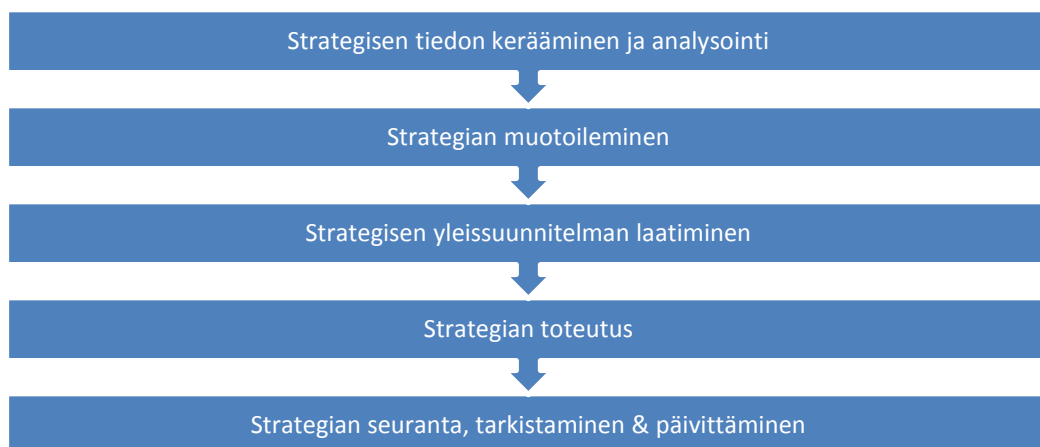 Strategisen tiedon kerääminen ja analysointi
Strategian muotoileminen
Strategisen yleissuunnitelman laatiminen
Strategian toteutus
Strategian seuranta, tarkistaminen & päivittäminen